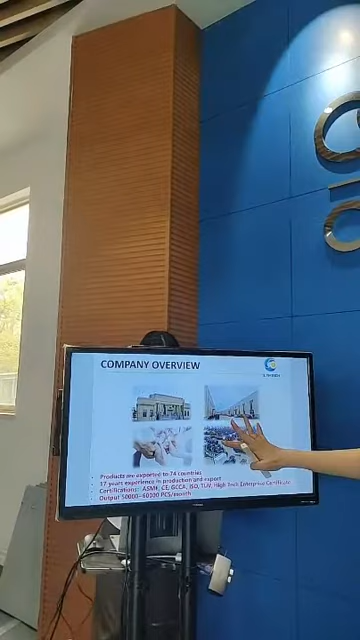 COMPANY OVERVIEW
Products are exported to 74 countries
17 years experience in production and export
Certifications: ASME, CE, GCCA, ISO, TUV, High Tech Enterprise Certificate
Output 50000--60000 PCS/month